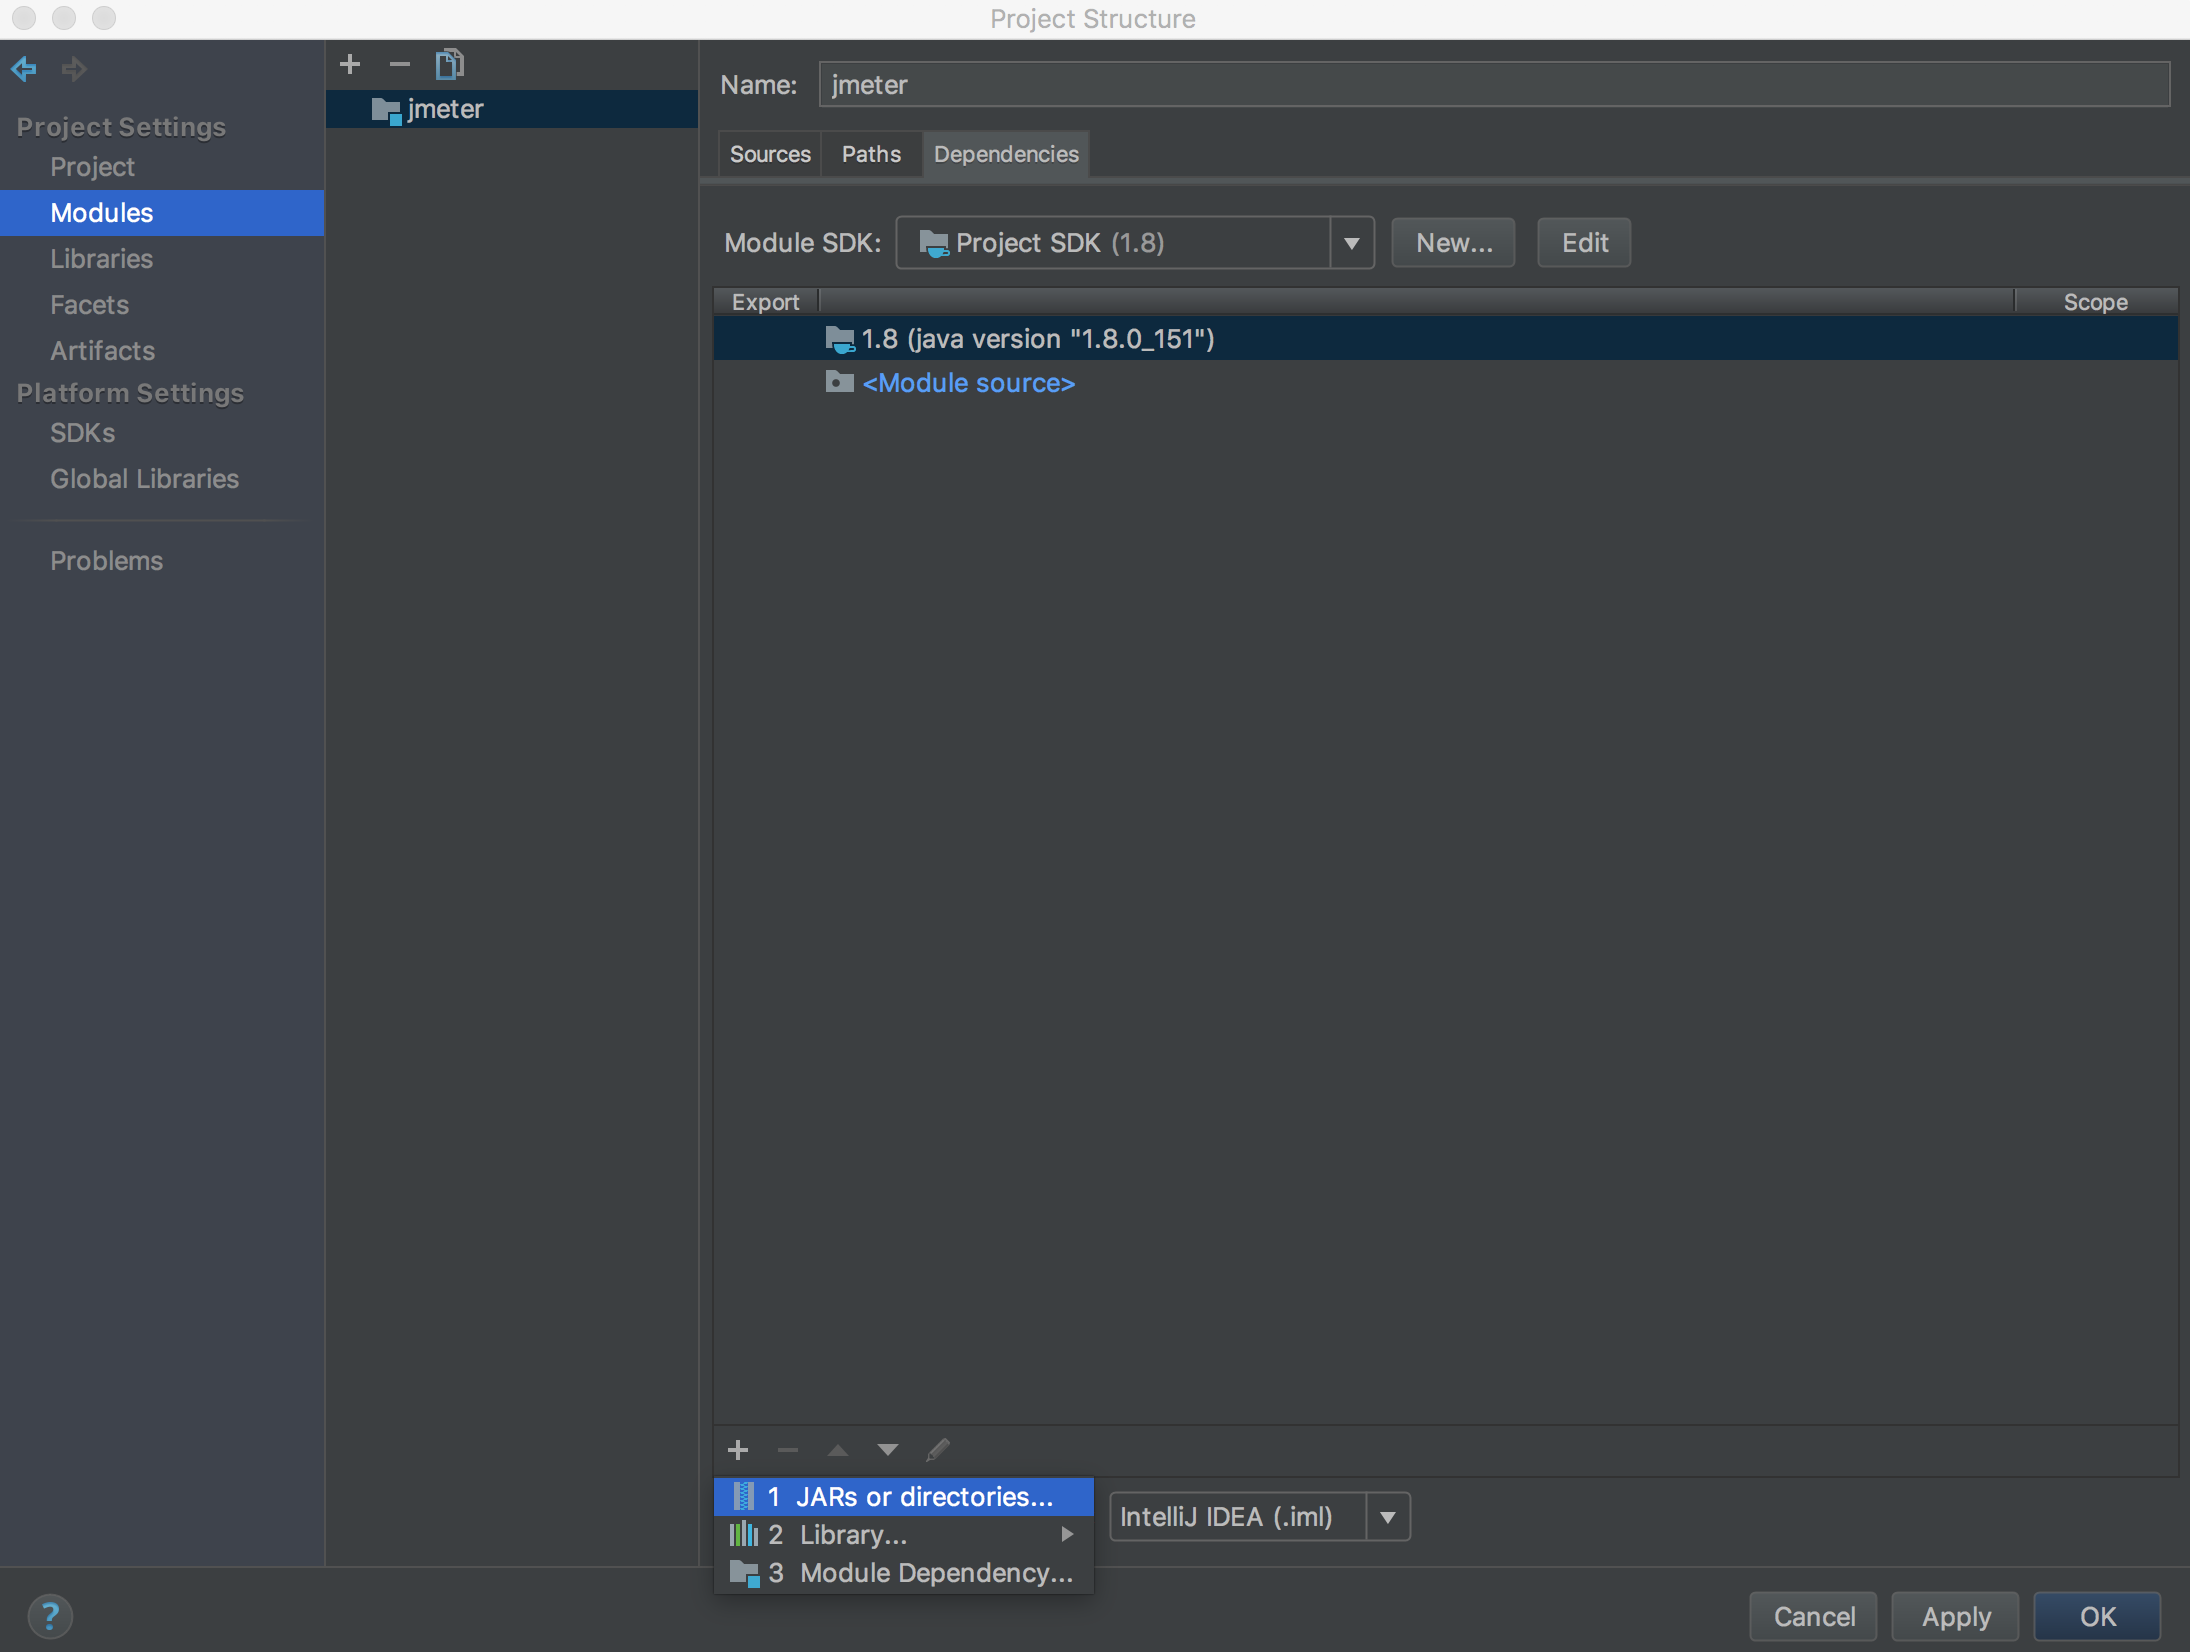 Project Structure
Project Settings
Project
Modules
Libraries
Facets
Artifacts
Platform Settings
SDKs
Global Libraries
Problems
jmeter
Name: jmeter
Sources Paths Dependencies
Module SDK: Project SDK (1.8) New... Edit
Export Scope
1.8 (java version "1.8.0_151")
<Module source>
1 JARs or directories...
2 Library...
3 Module Dependency...
IntelliJ IDEA (.iml)
? Cancel Apply OK